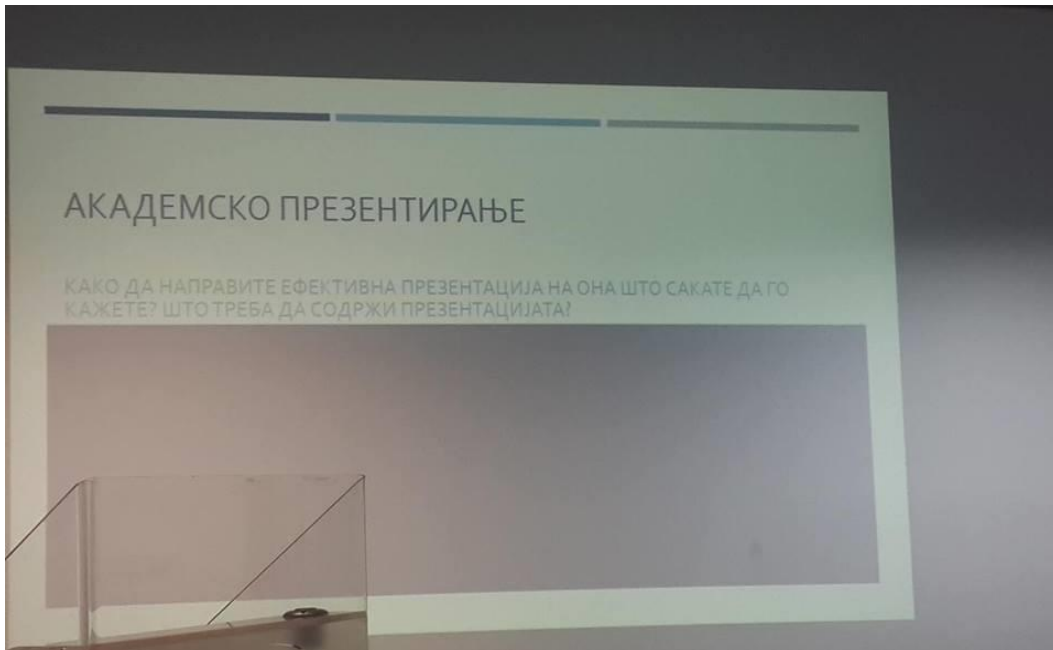 АКАДЕМСКО ПРЕЗЕНТИРАЊЕ
КАКО ДА НАПРАВИТЕ ЕФЕКТИВНА ПРЕЗЕНТАЦИЈА НА ОНА ШТО САКАТЕ ДА ГО
КАЖЕТЕ? ШТО ТРЕБА ДА СОДРЖИ ПРЕЗЕНТАЦИЈАТА?